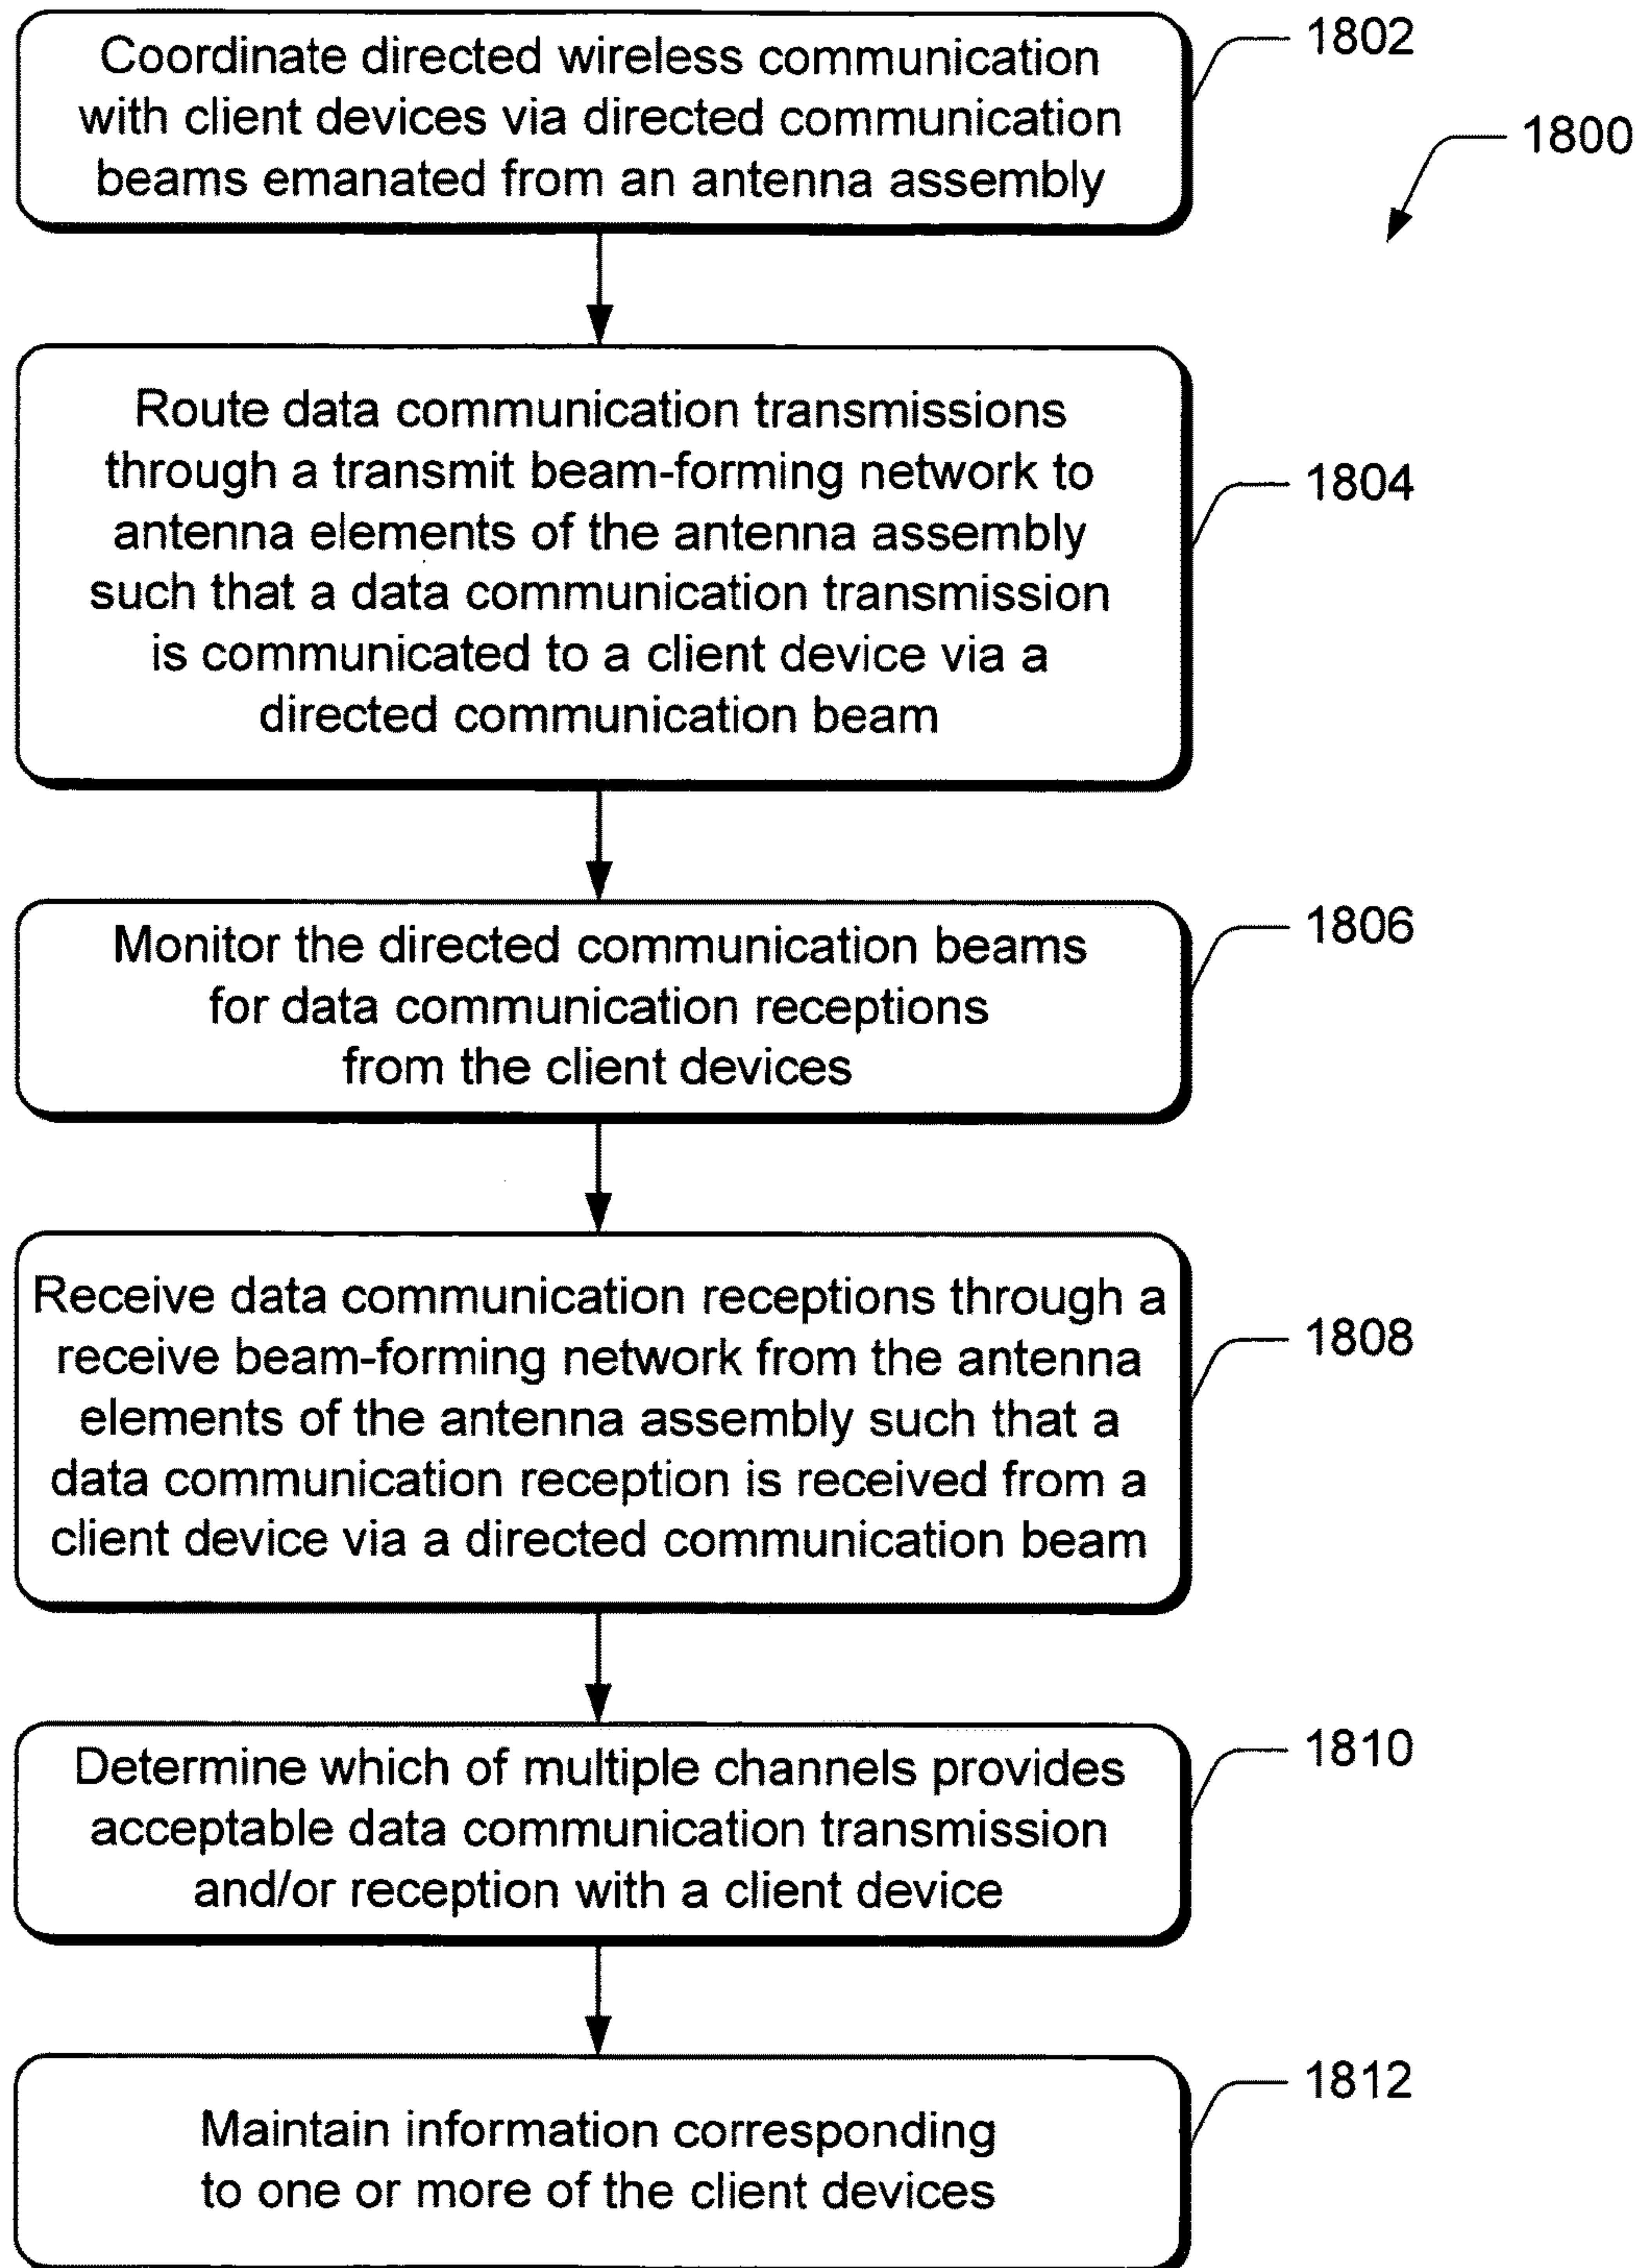 Coordinate directed wireless communication
with client devices via directed communication
beams emanated from an antenna assembly
1802
1800
Route data communication transmissions
through a transmit beam-forming network to
antenna elements of the antenna assembly
such that a data communication transmission
is communicated to a client device via a
directed communication beam
1804
Monitor the directed communication beams
for data communication receptions
from the client devices
1806
Receive data communication receptions through a
receive beam-forming network from the antenna
elements of the antenna assembly such that a
data communication reception is received from a
client device via a directed communication beam
1808
Determine which of multiple channels provides
acceptable data communication transmission
and/or reception with a client device
1810
Maintain information corresponding
to one or more of the client devices
1812